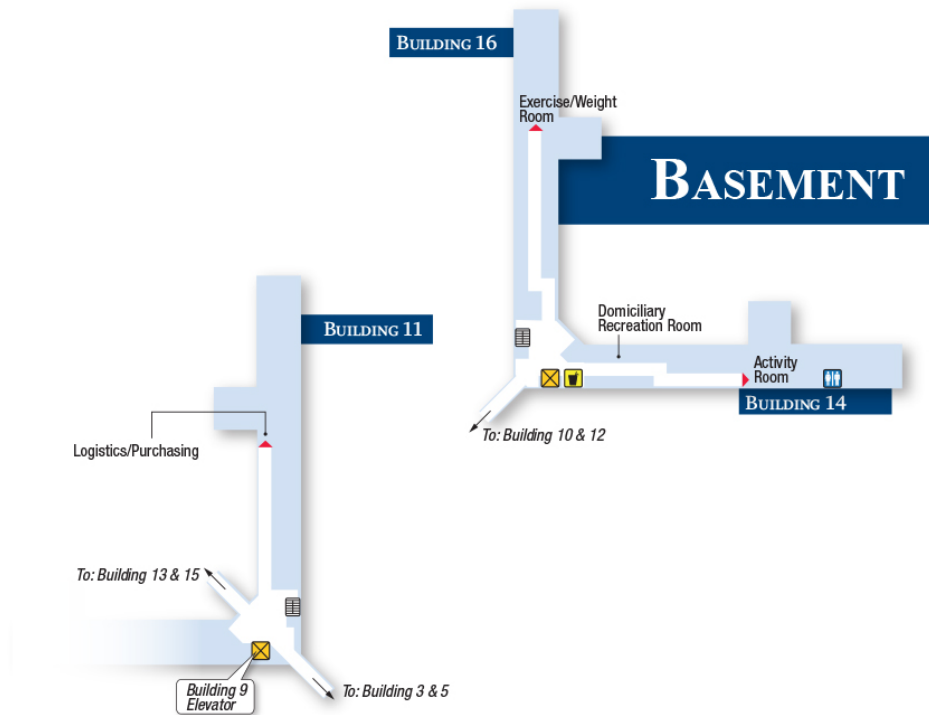 BUILDING 16
Exercise/Weight
Room
BASEMENT
Domiciliary
Recreation Room
BUILDING 11
Activity
Room
BUILDING 14
To: Building 10 & 12
Logistics/Purchasing
To: Building 13 & 15
Building 9
Elevator
To: Building 3 & 5